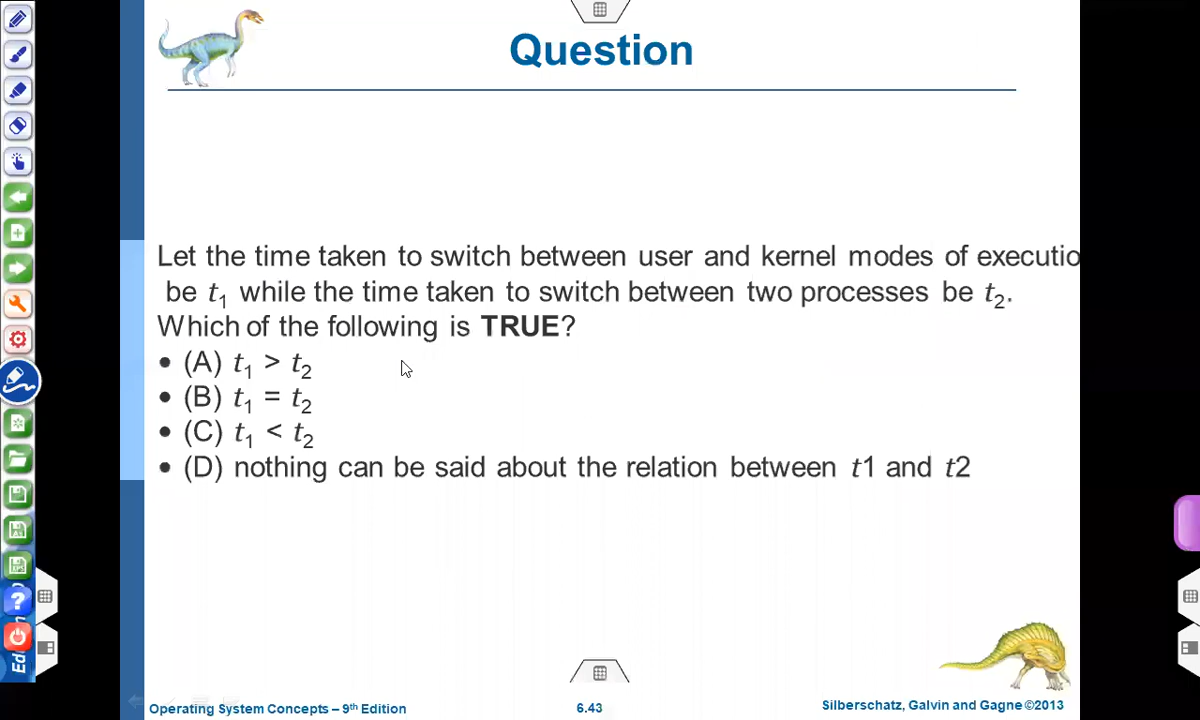 Question
Let the time taken to switch between user and kernel modes of executio
be t1 while the time taken to switch between two processes be t2.
Which of the following is TRUE?
• (A) t1 > t2
• (B) t1 = t2
• (C) t1 < t2
• (D) nothing can be said about the relation between t1 and t2
Operating System Concepts – 9th Edition
6.43
Silberschatz, Galvin and Gagne ©2013